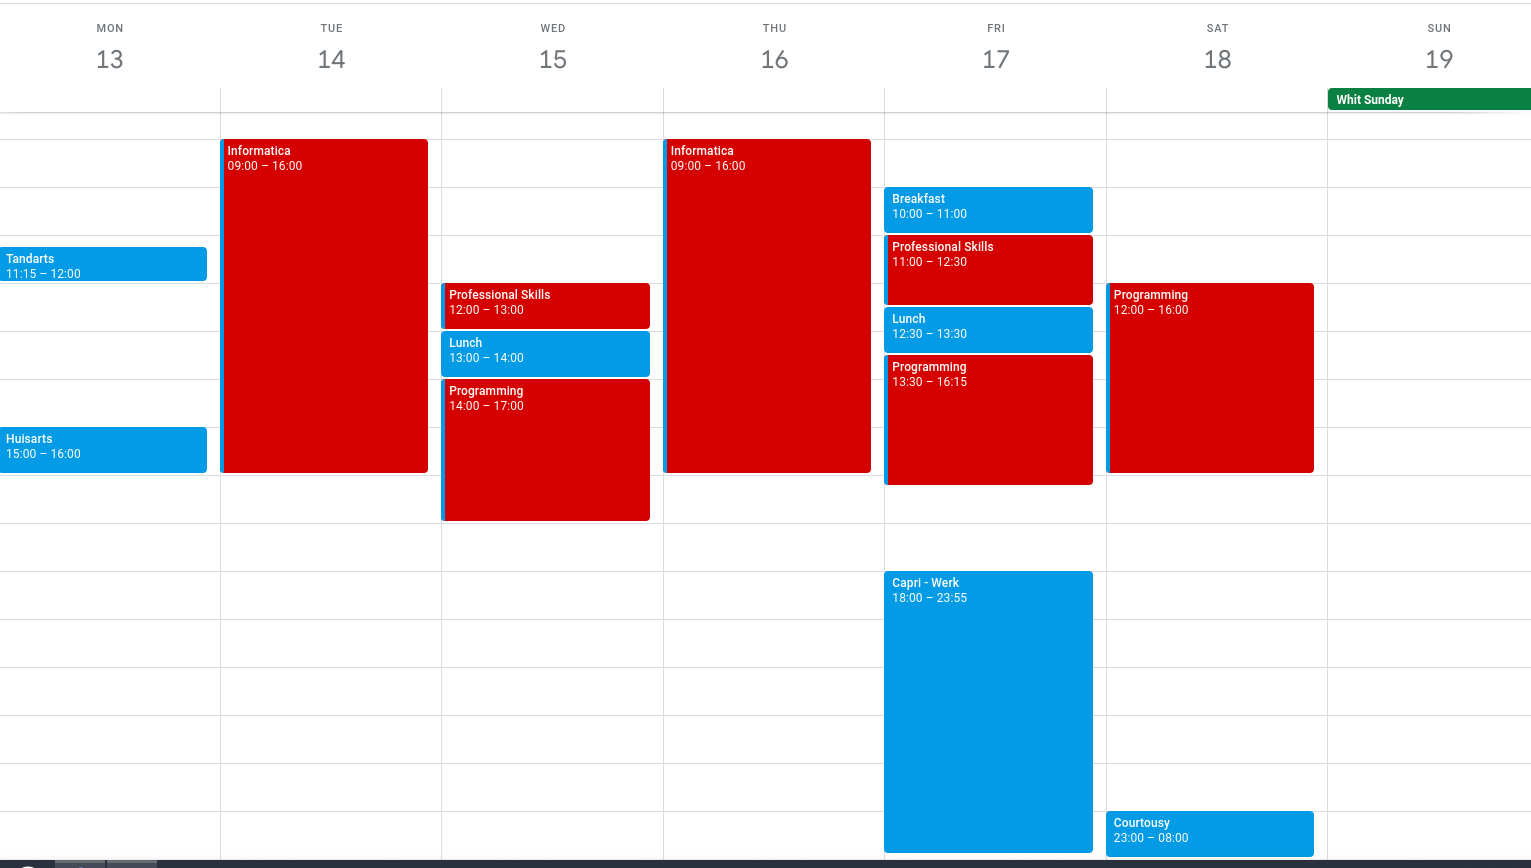 MON
13
TUE
14
WED
15
THU
16
FRI
17
SAT
18
SUN
19
Whit Sunday
Tandarts
11:15 – 12:00
Huisarts
15:00 – 16:00
Informatica
09:00 – 16:00
Professional Skills
12:00 – 13:00
Lunch
13:00 – 14:00
Programming
14:00 – 17:00
Informatica
09:00 – 16:00
Breakfast
10:00 – 11:00
Professional Skills
11:00 – 12:30
Lunch
12:30 – 13:30
Programming
13:30 – 16:15
Capri - Werk
18:00 – 23:55
Programming
12:00 – 16:00
Courtousy
23:00 – 08:00